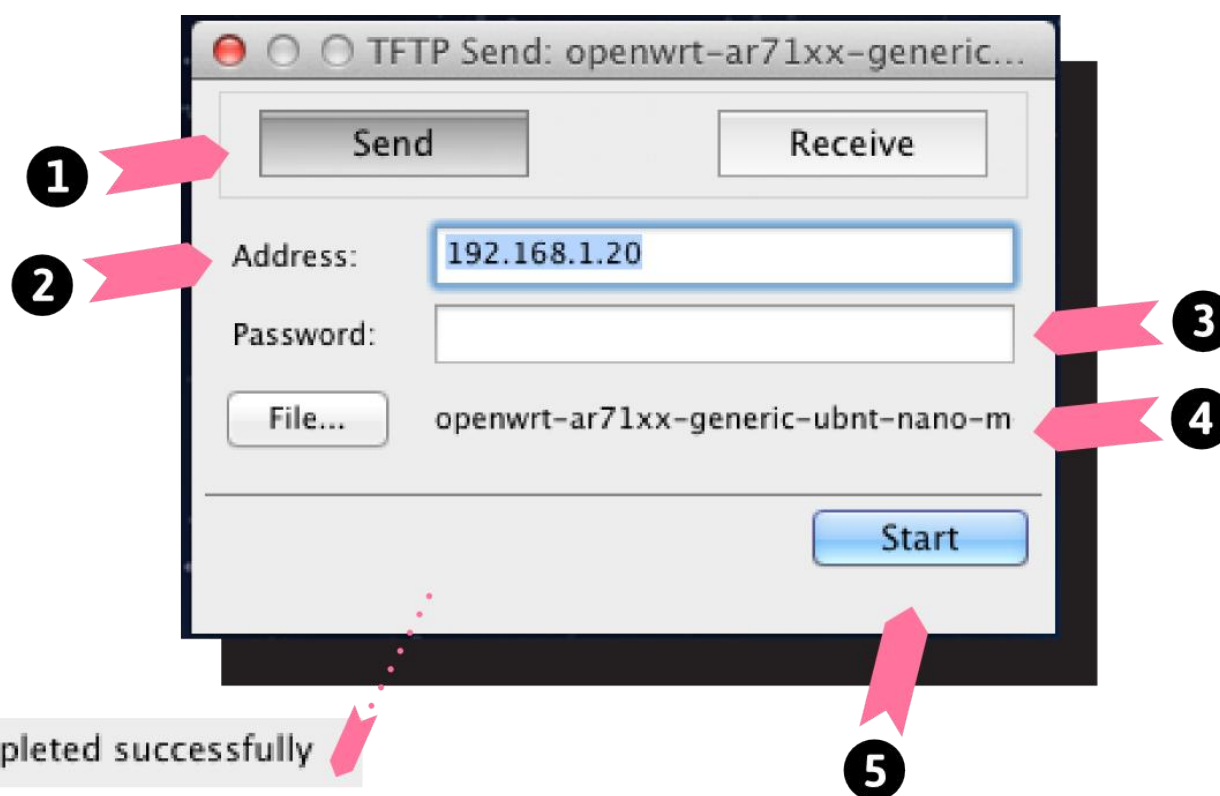 TFTP Send: openwrt-ar71xx-generic...
Send Receive
1
Address: 192.168.1.20
2
Password:
3
File... openwrt-ar71xx-generic-ubnt-nano-m
4
Start
pleted successfully
5